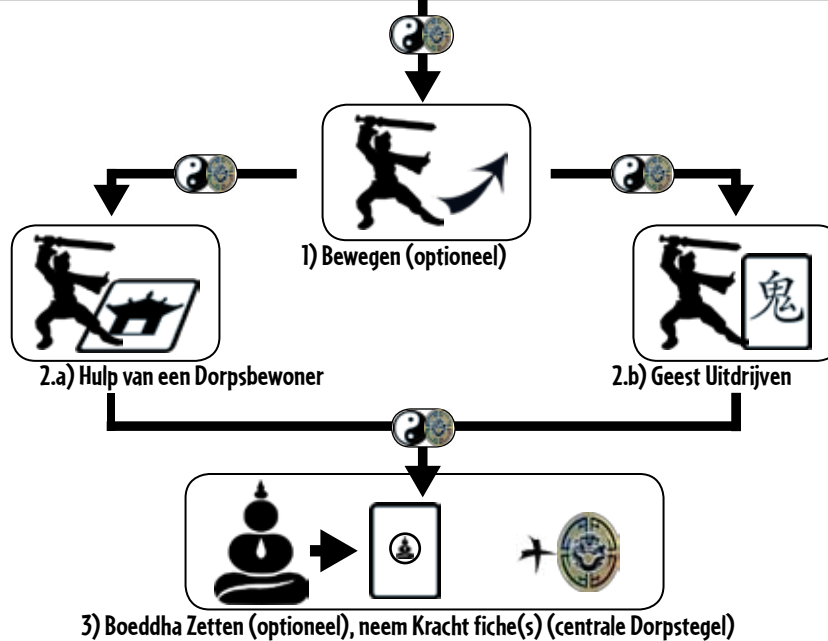 1) Bewegen (optioneel)
鬼
2.a) Hulp van een Dorpsbewoner
2.b) Geest Uitdrijven
3) Boeddha Zetten (optioneel), neem Kracht fiche(s) (centrale Dorpstegel)